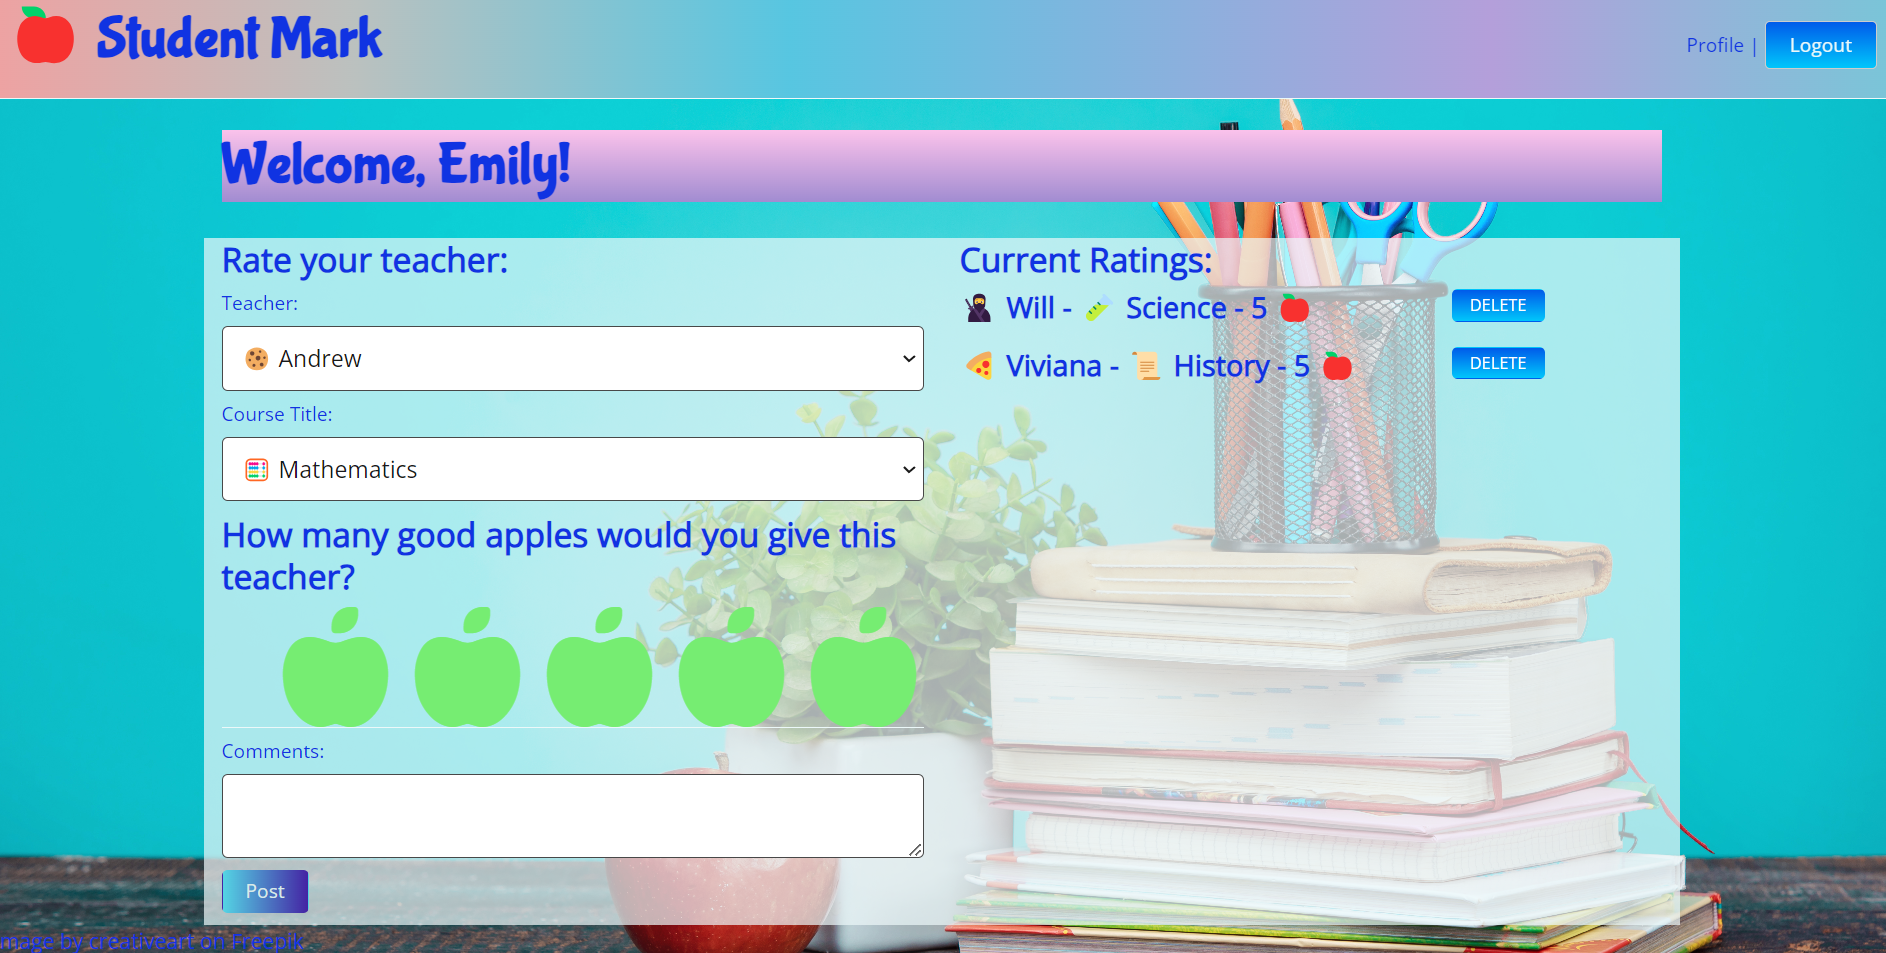 Student Mark
Profile |
Logout
Welcome, Emily!
Rate your teacher:
Teacher:
Andrew
Course Title:
Mathematics
How many good apples would you give this
teacher?
Comments:
Post
Current Ratings:
Will - Science - 5
DELETE
Viviana - History - 5
DELETE
mage by creativeart on Freepik